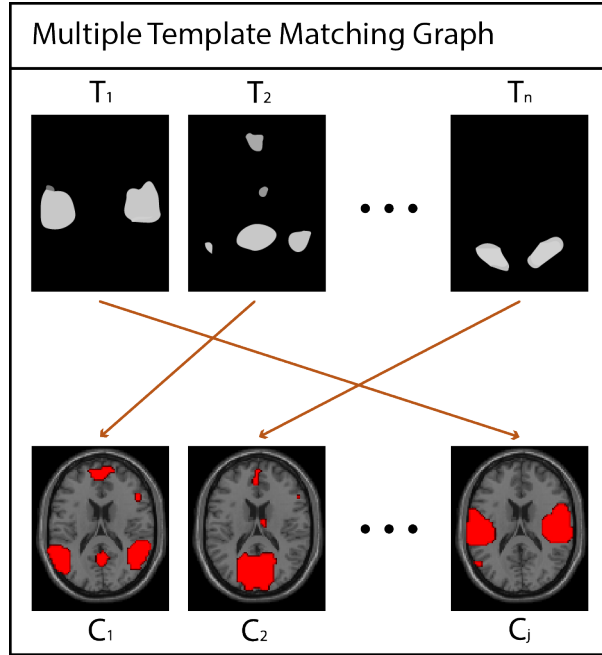 Multiple Template Matching Graph
T₁ T₂ Tₙ
• • •
• • •
C₁ C₂ Cⱼ